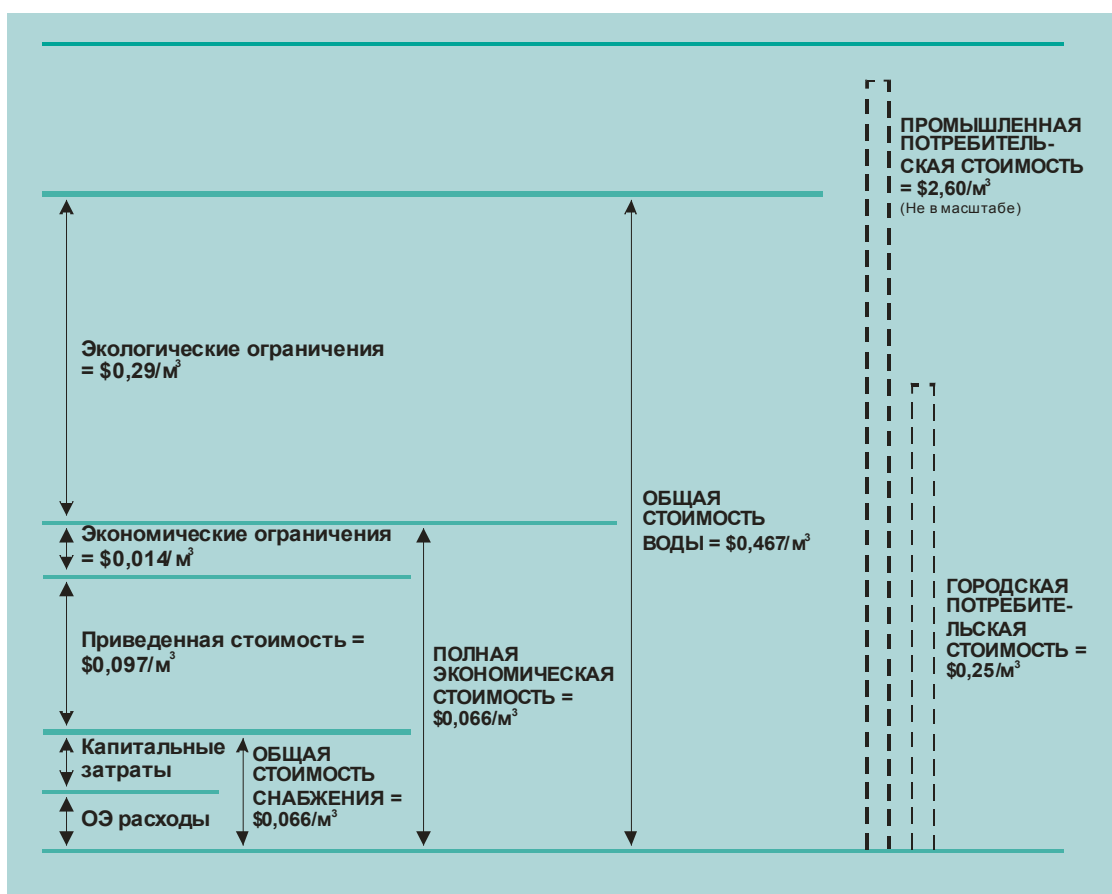 ПРОМЫШЛЕННАЯ
ПОТРЕБИТЕЛЬ-
СКАЯ СТОИМОСТЬ
= $2,60/м³
(Не в масштабе)
Экологические ограничения
= $0,29/м³
Экономические ограничения
= $0,014/м³
ОБЩАЯ
СТОИМОСТЬ
ВОДЫ = $0,467/м³
Приведенная стоимость =
$0,097/м³
ПОЛНАЯ
ЭКОНОМИЧЕСКАЯ
СТОИМОСТЬ =
$0,066/м³
ГОРОДСКАЯ
ПОТРЕБИТЕ-
ЛЬСКАЯ
СТОИМОСТЬ =
$0,25/м³
Капитальные
затраты
ОЭ расходы
ОБЩАЯ
СТОИМОСТЬ
СНАБЖЕНИЯ =
$0,066/м³